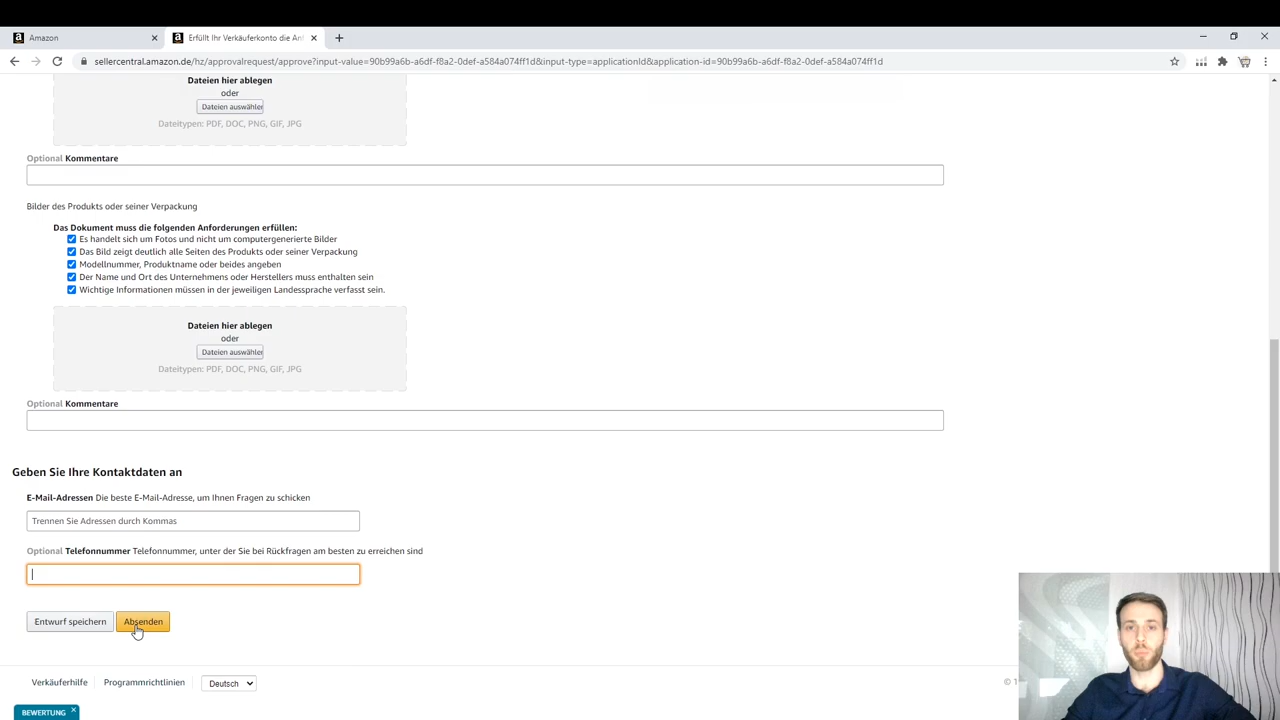 Amazon
Erfüllt Ihr Verkäuferkonto die Anf
sellercentral.amazon.de/hz/approvalrequest/approve?input-value=90b99a6b-a6df-f8a2-0def-a584a074ff1d&input-type=applicationId&application-id=90b99a6b-a6df-f8a2-0def-a584a074ff1d
Dateien hier ablegen
oder
Dateien auswählen
Dateitypen: PDF, DOC, PNG, GIF, JPG
Optional Kommentare
Bilder des Produkts oder seiner Verpackung
Das Dokument muss die folgenden Anforderungen erfüllen:
Es handelt sich um Fotos und nicht um computergenerierte Bilder
Das Bild zeigt deutlich alle Seiten des Produkts oder seiner Verpackung
Modellnummer, Produktname oder beides angeben
Der Name und Ort des Unternehmens oder Herstellers muss enthalten sein
Wichtige Informationen müssen in der jeweiligen Landessprache verfasst sein.
Dateien hier ablegen
oder
Dateien auswählen
Dateitypen: PDF, DOC, PNG, GIF, JPG
Optional Kommentare
Geben Sie Ihre Kontaktdaten an
E-Mail-Adressen Die beste E-Mail-Adresse, um Ihnen Fragen zu schicken
Trennen Sie Adressen durch Kommas
Optional Telefonnummer Telefonnummer, unter der Sie bei Rückfragen am besten zu erreichen sind
Entwurf speichern Absenden
Verkäuferhilfe Programmrichtlinien Deutsch © 1
BEWERTUNG